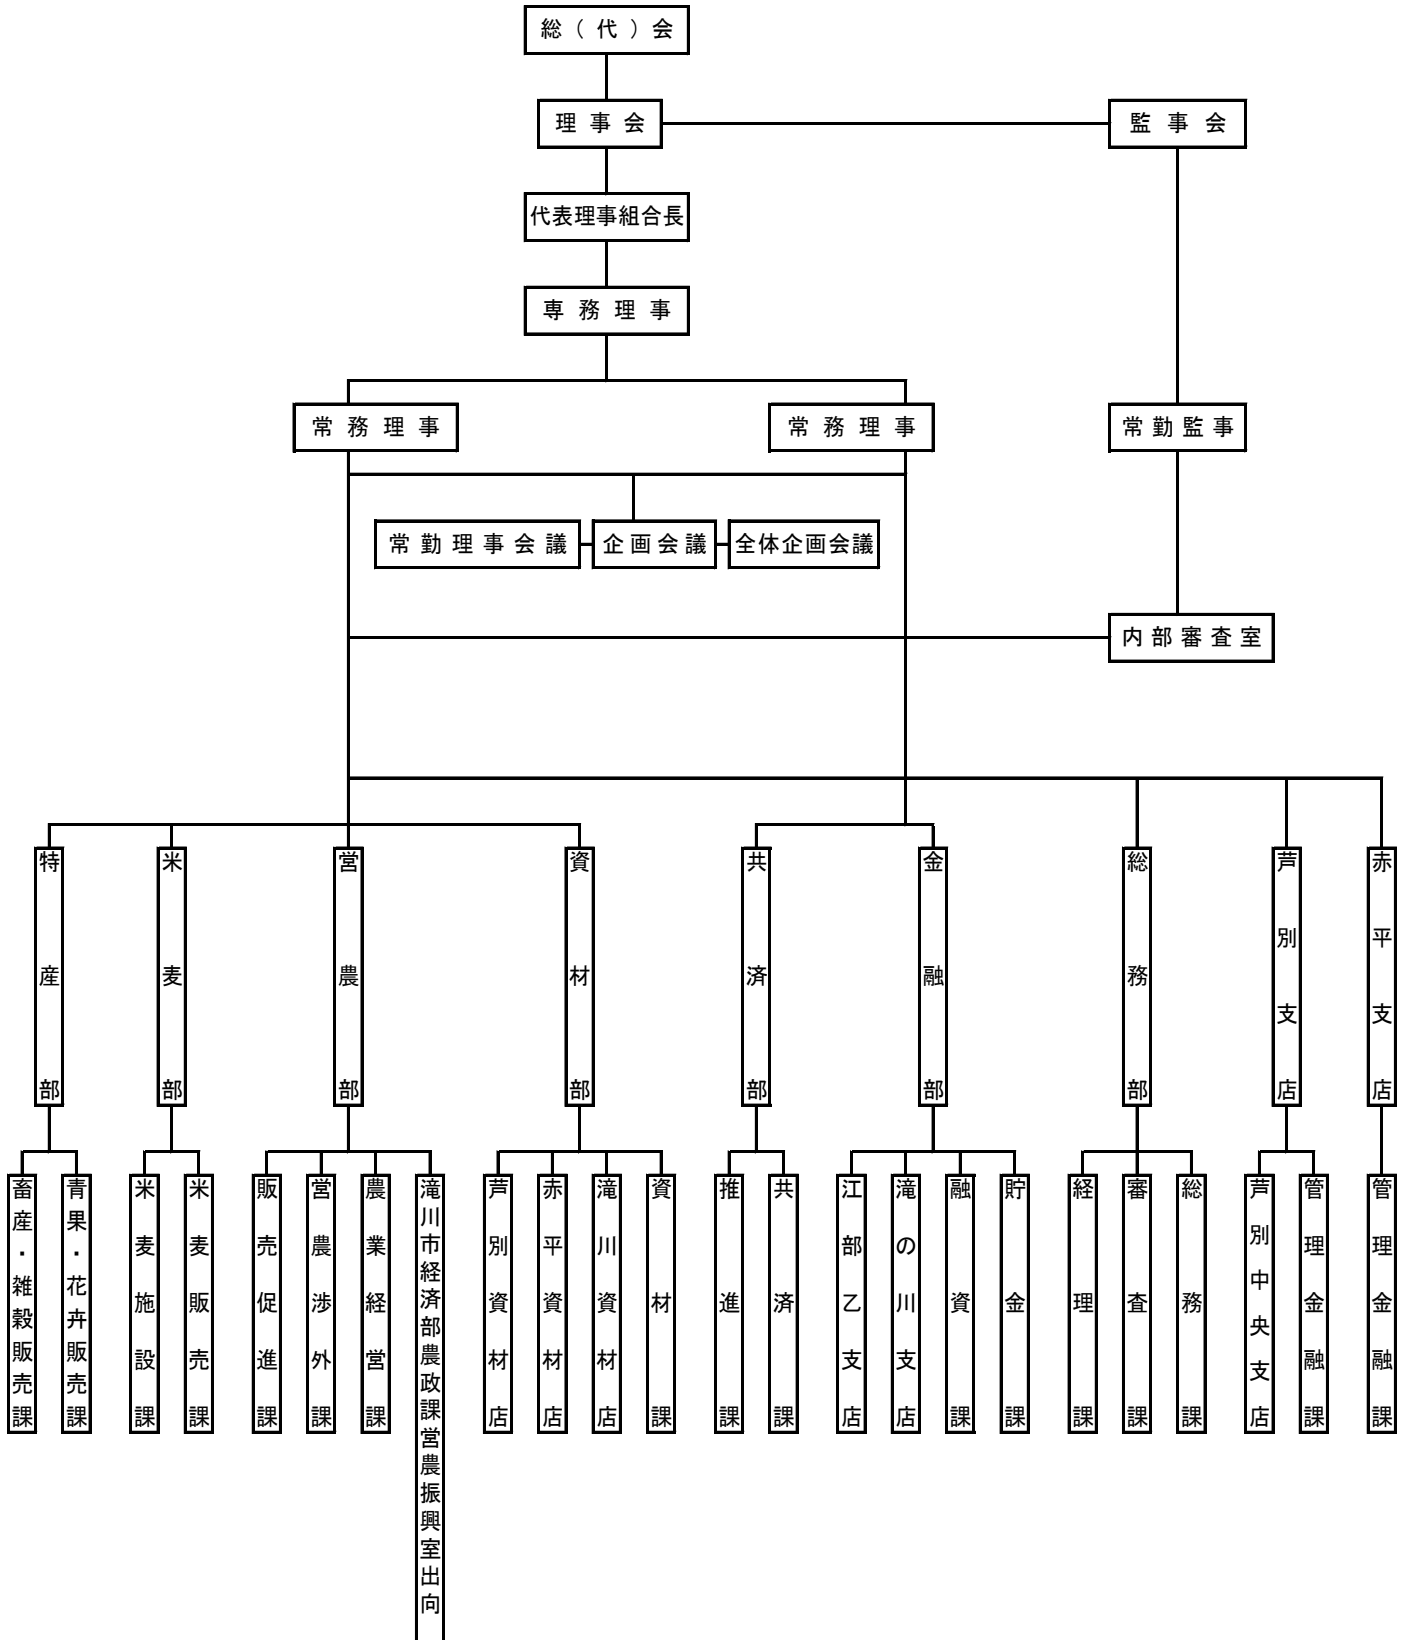 総（代）会
理事会
監事会
代表理事組合長
専務理事
常務理事
常務理事
常勤監事
常勤理事会議
企画会議
全体企画会議
内部審査室
特産部
米麦部
営農部
資材部
共済部
金融部
総務部
芦別支店
赤平支店
畜産・雑穀販売課
青果・花卉販売課
米麦施設課
米麦販売課
販売促進課
営農渉外課
農業経営課
滝川市経済部農政課営農振興室出向
芦別資材店
赤平資材店
滝川資材店
資材課
推進課
共済課
江部乙支店
滝の川支店
融資課
貯金課
経理課
審査課
総務課
芦別中央支店
管理金融課
管理金融課